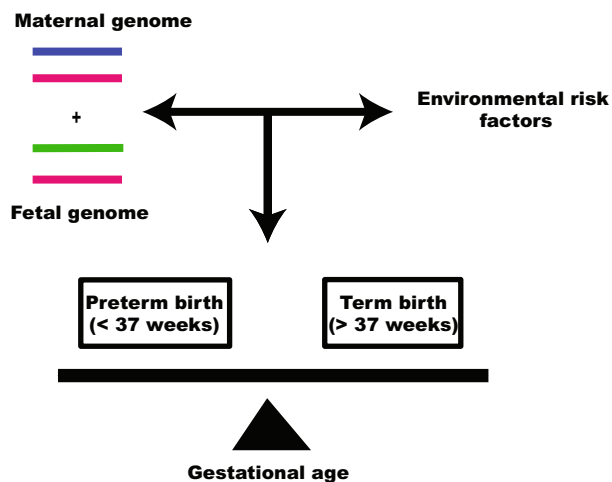 Maternal genome
+
Fetal genome
Environmental risk
factors
Preterm birth
(< 37 weeks)
Term birth
(> 37 weeks)
Gestational age